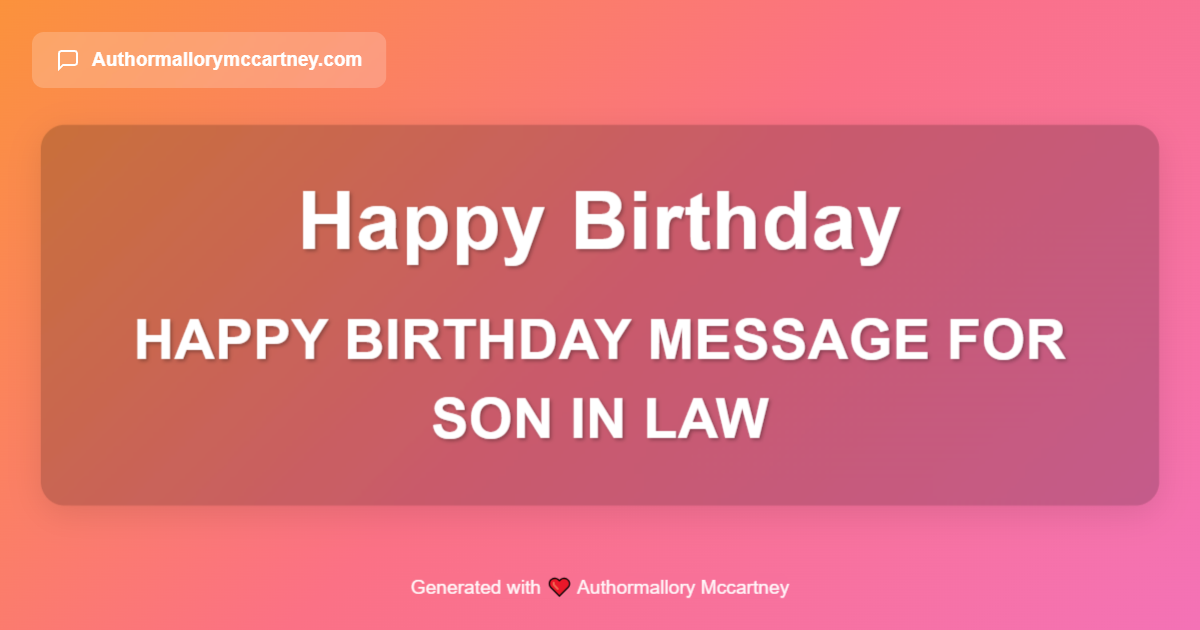 Authormallorymccartney.com
Happy Birthday
HAPPY BIRTHDAY MESSAGE FOR
SON IN LAW
Generated with ❤️ Authormallory Mccartney